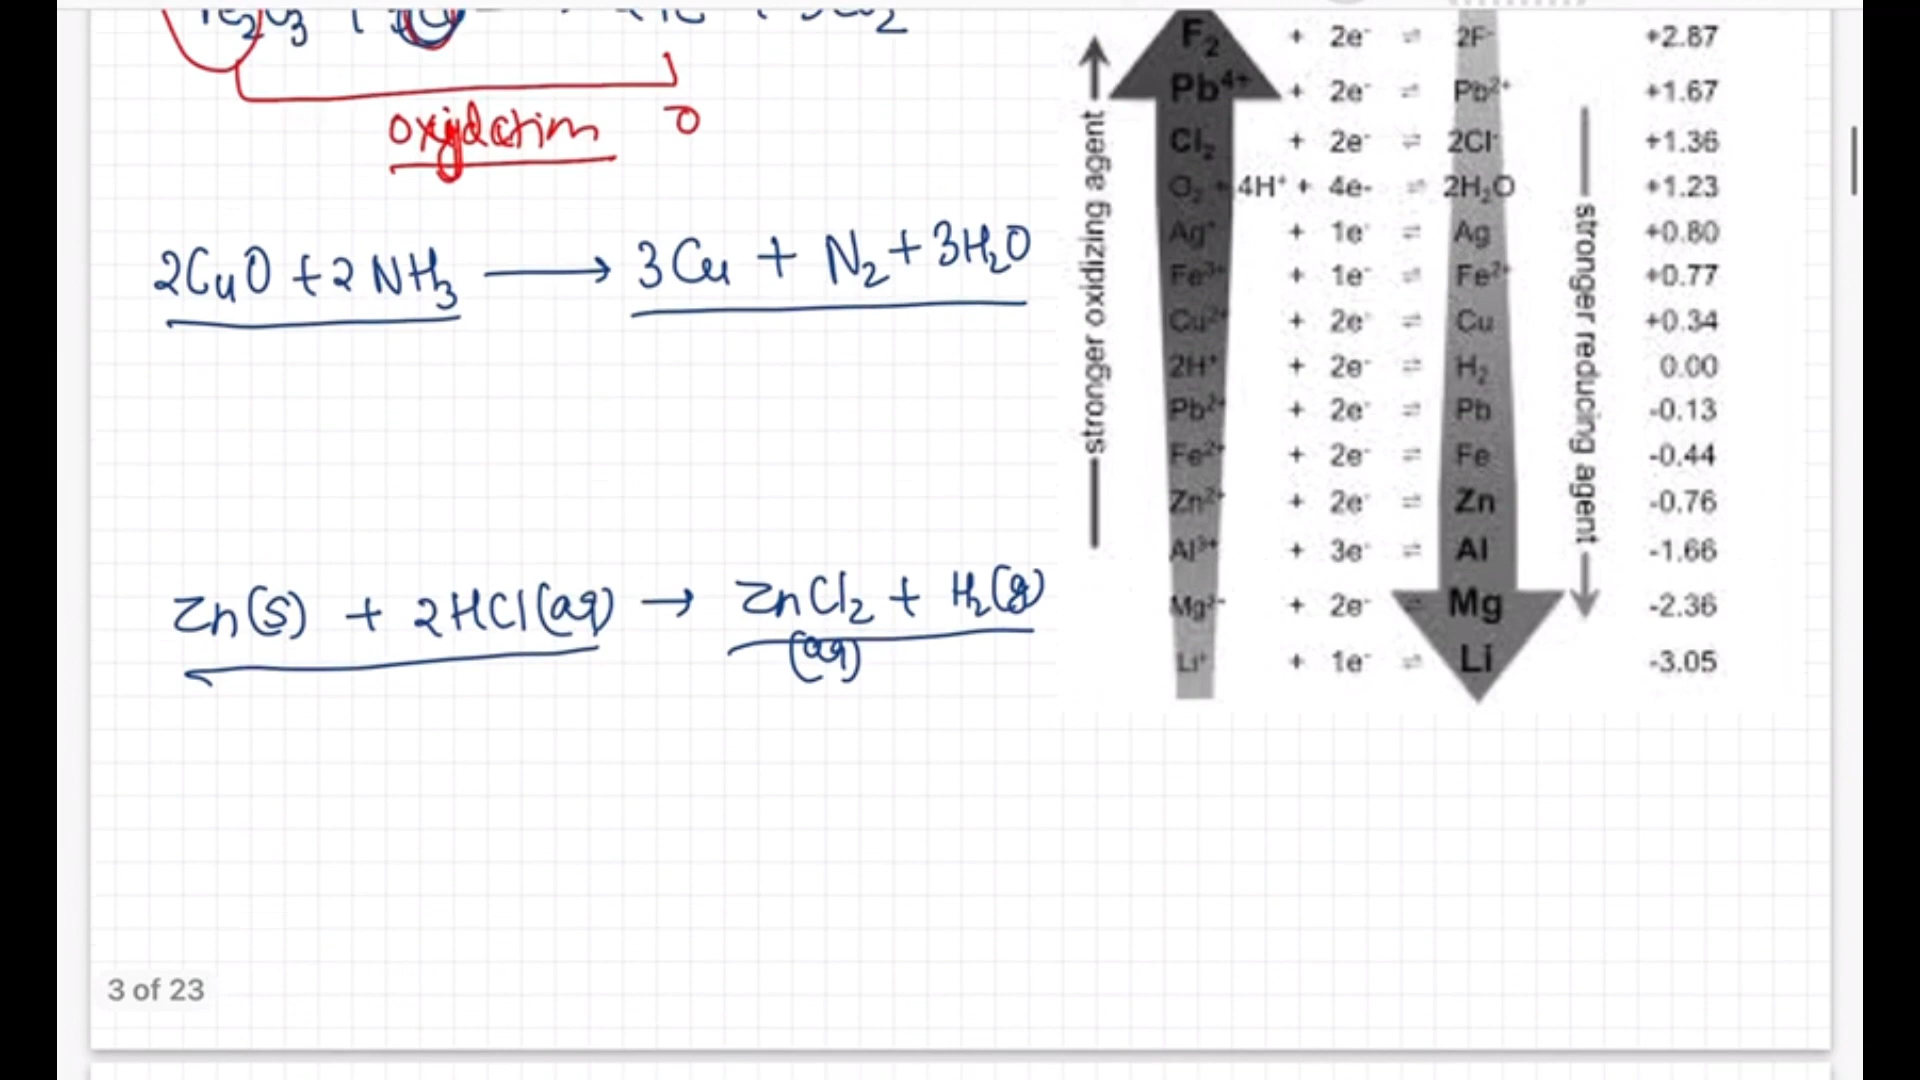 oxidation 0
2CuO + 2NH₃ ⟶ 3Cu + N₂ + 3H₂O
Zn(s) + 2HCl(aq) → ZnCl₂ + H₂(g)
(aq)
3 of 23
stronger oxidizing agent
F₂ + 2e⁻ ⇌ 2F⁻ +2.87
Pb⁴⁺ + 2e⁻ ⇌ Pb²⁺ +1.67
Cl₂ + 2e⁻ ⇌ 2Cl⁻ +1.36
O₂ + 4H⁺ + 4e- ⇌ 2H₂O +1.23
Ag⁺ + 1e⁻ ⇌ Ag +0.80
Fe³⁺ + 1e⁻ ⇌ Fe²⁺ +0.77
Cu²⁺ + 2e⁻ ⇌ Cu +0.34
2H⁺ + 2e⁻ ⇌ H₂ 0.00
Pb²⁺ + 2e⁻ ⇌ Pb -0.13
Fe²⁺ + 2e⁻ ⇌ Fe -0.44
Zn²⁺ + 2e⁻ ⇌ Zn -0.76
Al³⁺ + 3e⁻ ⇌ Al -1.66
Mg²⁺ + 2e⁻ ⇌ Mg -2.36
Li⁺ + 1e⁻ ⇌ Li -3.05
stronger reducing agent